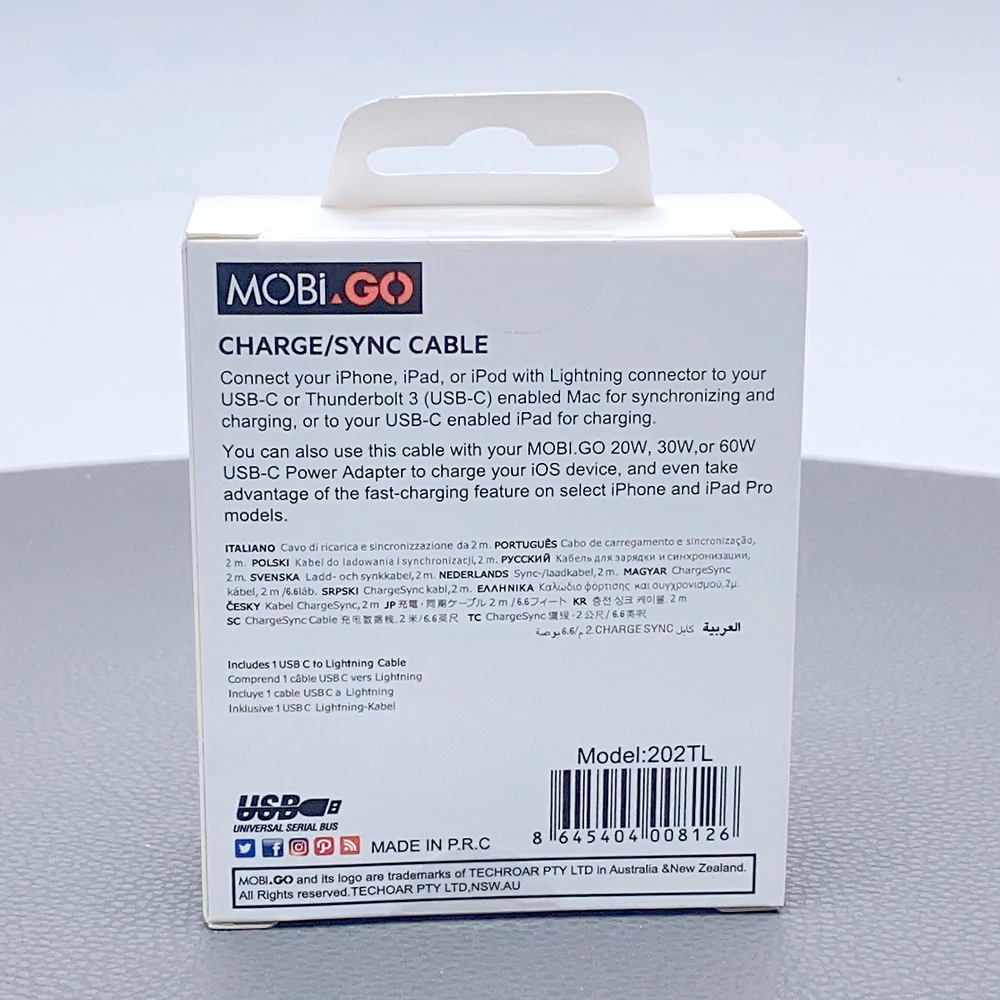 MOBi.GO
CHARGE/SYNC CABLE
Connect your iPhone, iPad, or iPod with Lightning connector to your
USB-C or Thunderbolt 3 (USB-C) enabled Mac for synchronizing and
charging, or to your USB-C enabled iPad for charging.
You can also use this cable with your MOBI.GO 20W, 30W,or 60W
USB-C Power Adapter to charge your iOS device, and even take
advantage of the fast-charging feature on select iPhone and iPad Pro
models.
ITALIANO Cavo di ricarica e sincronizzazione da 2 m. PORTUGUÊS Cabo de carregamento e sincronização,
2 m. POLSKI Kabel do ladowania i synchronizacji, 2 m. РУССКИЙ Кабель для зарядки и синхронизации,
2 m. SVENSKA Ladd- och synkkabel, 2 m. NEDERLANDS Sync-/laadkabel, 2 m. MAGYAR ChargeSync
kábel, 2 m /6.6láb. SRPSKI ChargeSync kabl, 2 m. ΕΛΛΗΝΙΚΑ Καλώδιο φόρτισης και συγχρονισμού, 2μ.
ČESKY Kabel ChargeSync, 2 m JP 充電・同期ケーブル 2 m / 6.6フィート KR 충전 싱크 케이블, 2 m
SC ChargeSync Cable 充电数据线, 2 米/ 6.6英尺 TC ChargeSync 連線 · 2 公尺/ 6.6英呎
العربية كابل CHARGE SYNC، 2 م/6.6 بوصة
Includes 1 USB C to Lightning Cable
Comprend 1 câble USB C vers Lightning
Incluye 1 cable USB C a Lightning
Inklusive 1 USB C Lightning-Kabel
Model:202TL
8 645404 008126
USB
UNIVERSAL SERIAL BUS
MADE IN P.R.C
MOBI.GO and its logo are trademarks of TECHROAR PTY LTD in Australia &New Zealand.
All Rights reserved.TECHOAR PTY LTD,NSW.AU